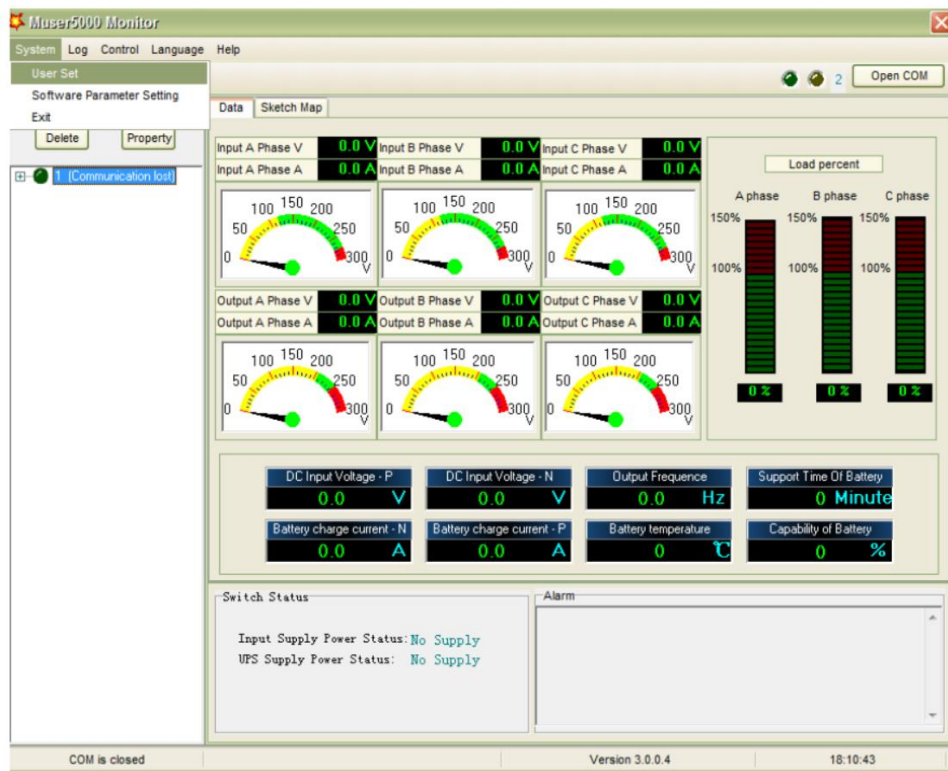 Muser5000 Monitor
System Log Control Language Help
User Set
Software Parameter Setting
Exit
2 Open COM
Delete Property
Data Sketch Map
1 (Communication lost)
Input A Phase V 0.0 V Input B Phase V 0.0 V Input C Phase V 0.0 V
Input A Phase A 0.0 A Input B Phase A 0.0 A Input C Phase A 0.0 A
0 50 100 150 200 250 300 V
0 50 100 150 200 250 300 V
0 50 100 150 200 250 300 V
Output A Phase V 0.0 V Output B Phase V 0.0 V Output C Phase V 0.0 V
Output A Phase A 0.0 A Output B Phase A 0.0 A Output C Phase A 0.0 A
0 50 100 150 200 250 300 V
0 50 100 150 200 250 300 V
0 50 100 150 200 250 300 V
Load percent
A phase B phase C phase
150% 150% 150%
100% 100% 100%
0 % 0 % 0 %
DC Input Voltage - P DC Input Voltage - N Output Frequence Support Time Of Battery
0.0 V 0.0 V 0.0 Hz 0 Minute
Battery charge current - N Battery charge current - P Battery temperature Capability of Battery
0.0 A 0.0 A 0 ℃ 0 %
Switch Status
Input Supply Power Status: No Supply
UPS Supply Power Status: No Supply
Alarm
COM is closed Version 3.0.0.4 18:10:43